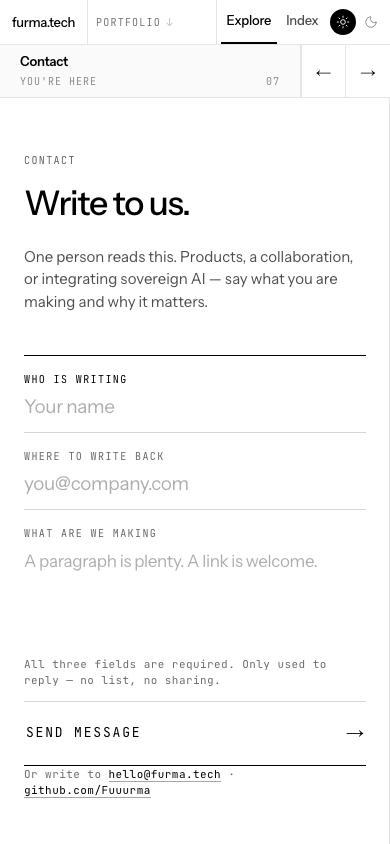 furma.tech
PORTFOLIO ↓
Explore
Index
Contact
YOU'RE HERE
07
← →
CONTACT
Write to us.
One person reads this. Products, a collaboration,
or integrating sovereign AI — say what you are
making and why it matters.
WHO IS WRITING
Your name
WHERE TO WRITE BACK
you@company.com
WHAT ARE WE MAKING
A paragraph is plenty. A link is welcome.
All three fields are required. Only used to
reply — no list, no sharing.
SEND MESSAGE →
Or write to hello@furma.tech ·
github.com/Fuuurma